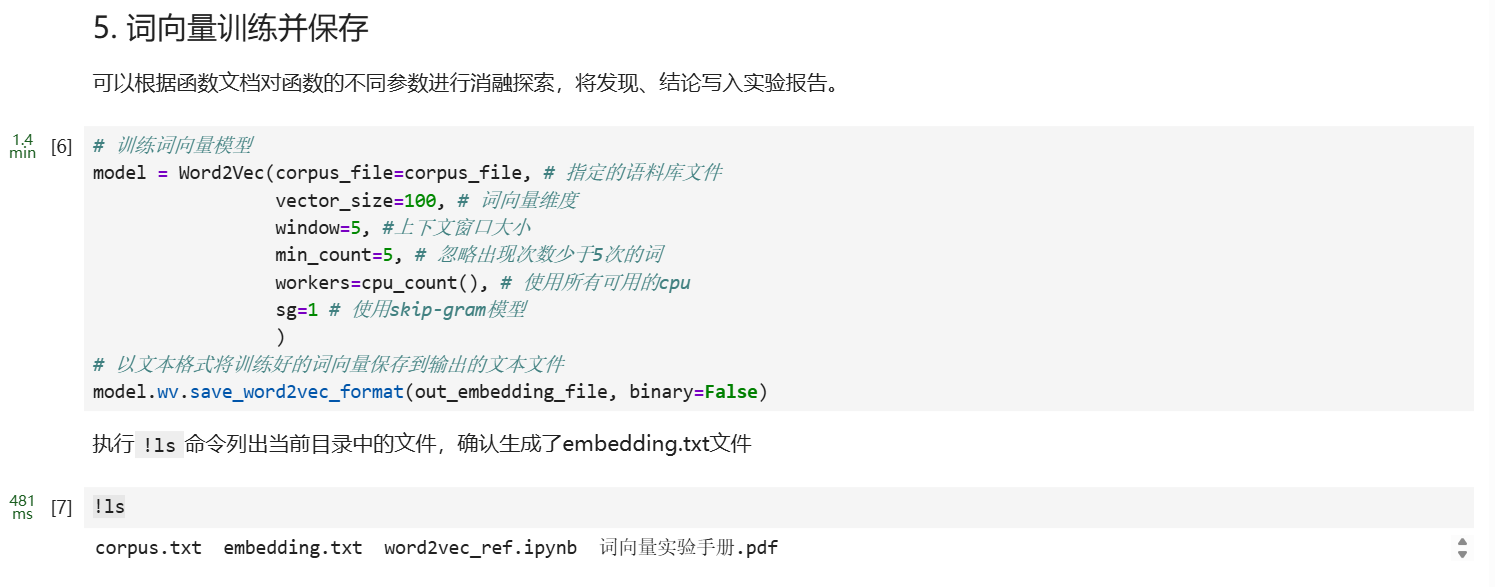 5. 词向量训练并保存
可以根据函数文档对函数的不同参数进行消融探索，将发现、结论写入实验报告。
1.4
min
[6]
# 训练词向量模型
model = Word2Vec(corpus_file=corpus_file, # 指定的语料库文件
vector_size=100, # 词向量维度
window=5, #上下文窗口大小
min_count=5, # 忽略出现次数少于5次的词
workers=cpu_count(), # 使用所有可用的cpu
sg=1 # 使用skip-gram模型
)
# 以文本格式将训练好的词向量保存到输出的文本文件
model.wv.save_word2vec_format(out_embedding_file, binary=False)
执行 !ls 命令列出当前目录中的文件，确认生成了embedding.txt文件
481
ms
[7]
!ls
corpus.txt  embedding.txt  word2vec_ref.ipynb  词向量实验手册.pdf